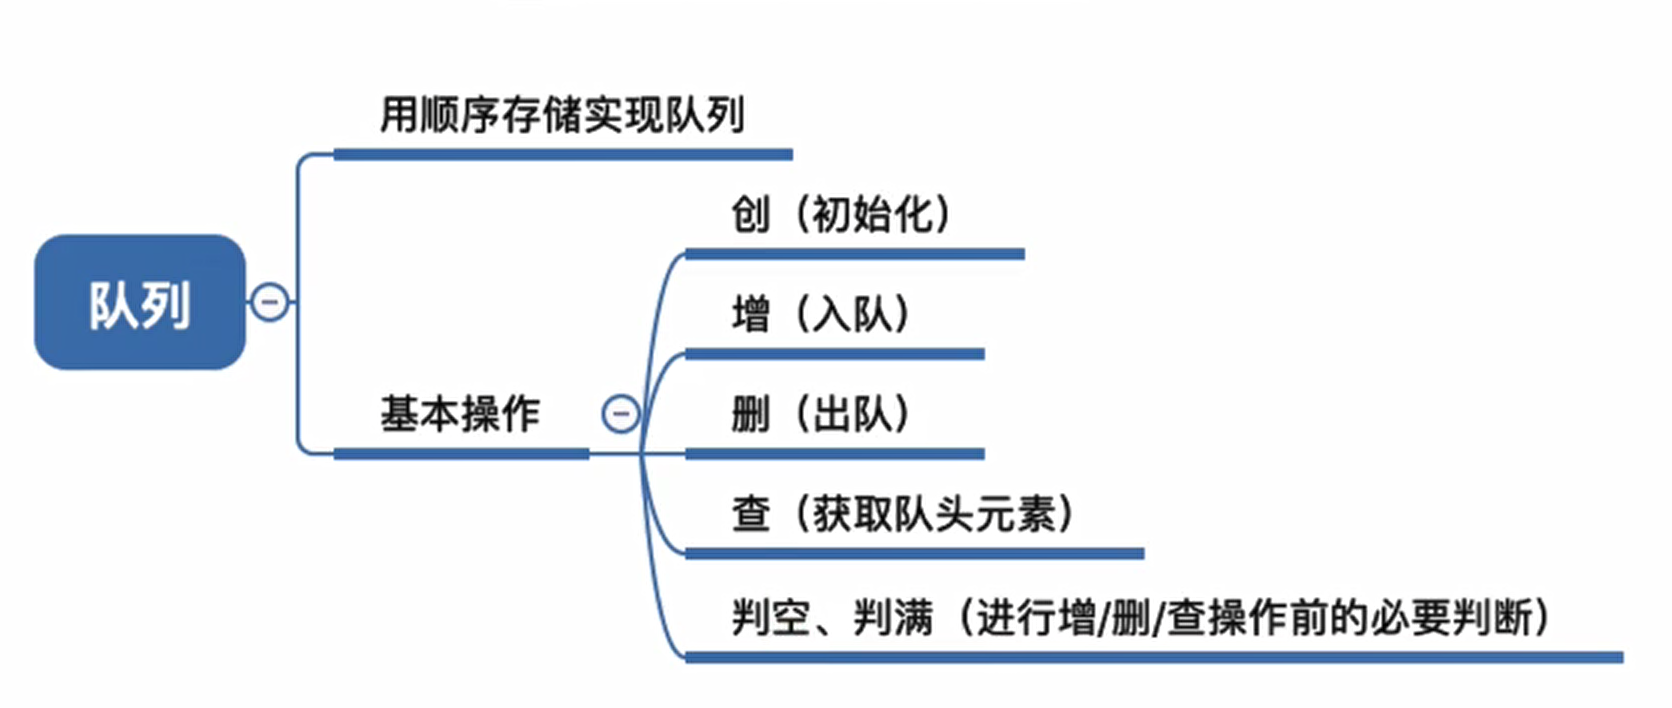 用顺序存储实现队列
创（初始化）
增（入队）
队列
基本操作
删（出队）
查（获取队头元素）
判空、判满（进行增/删/查操作前的必要判断）